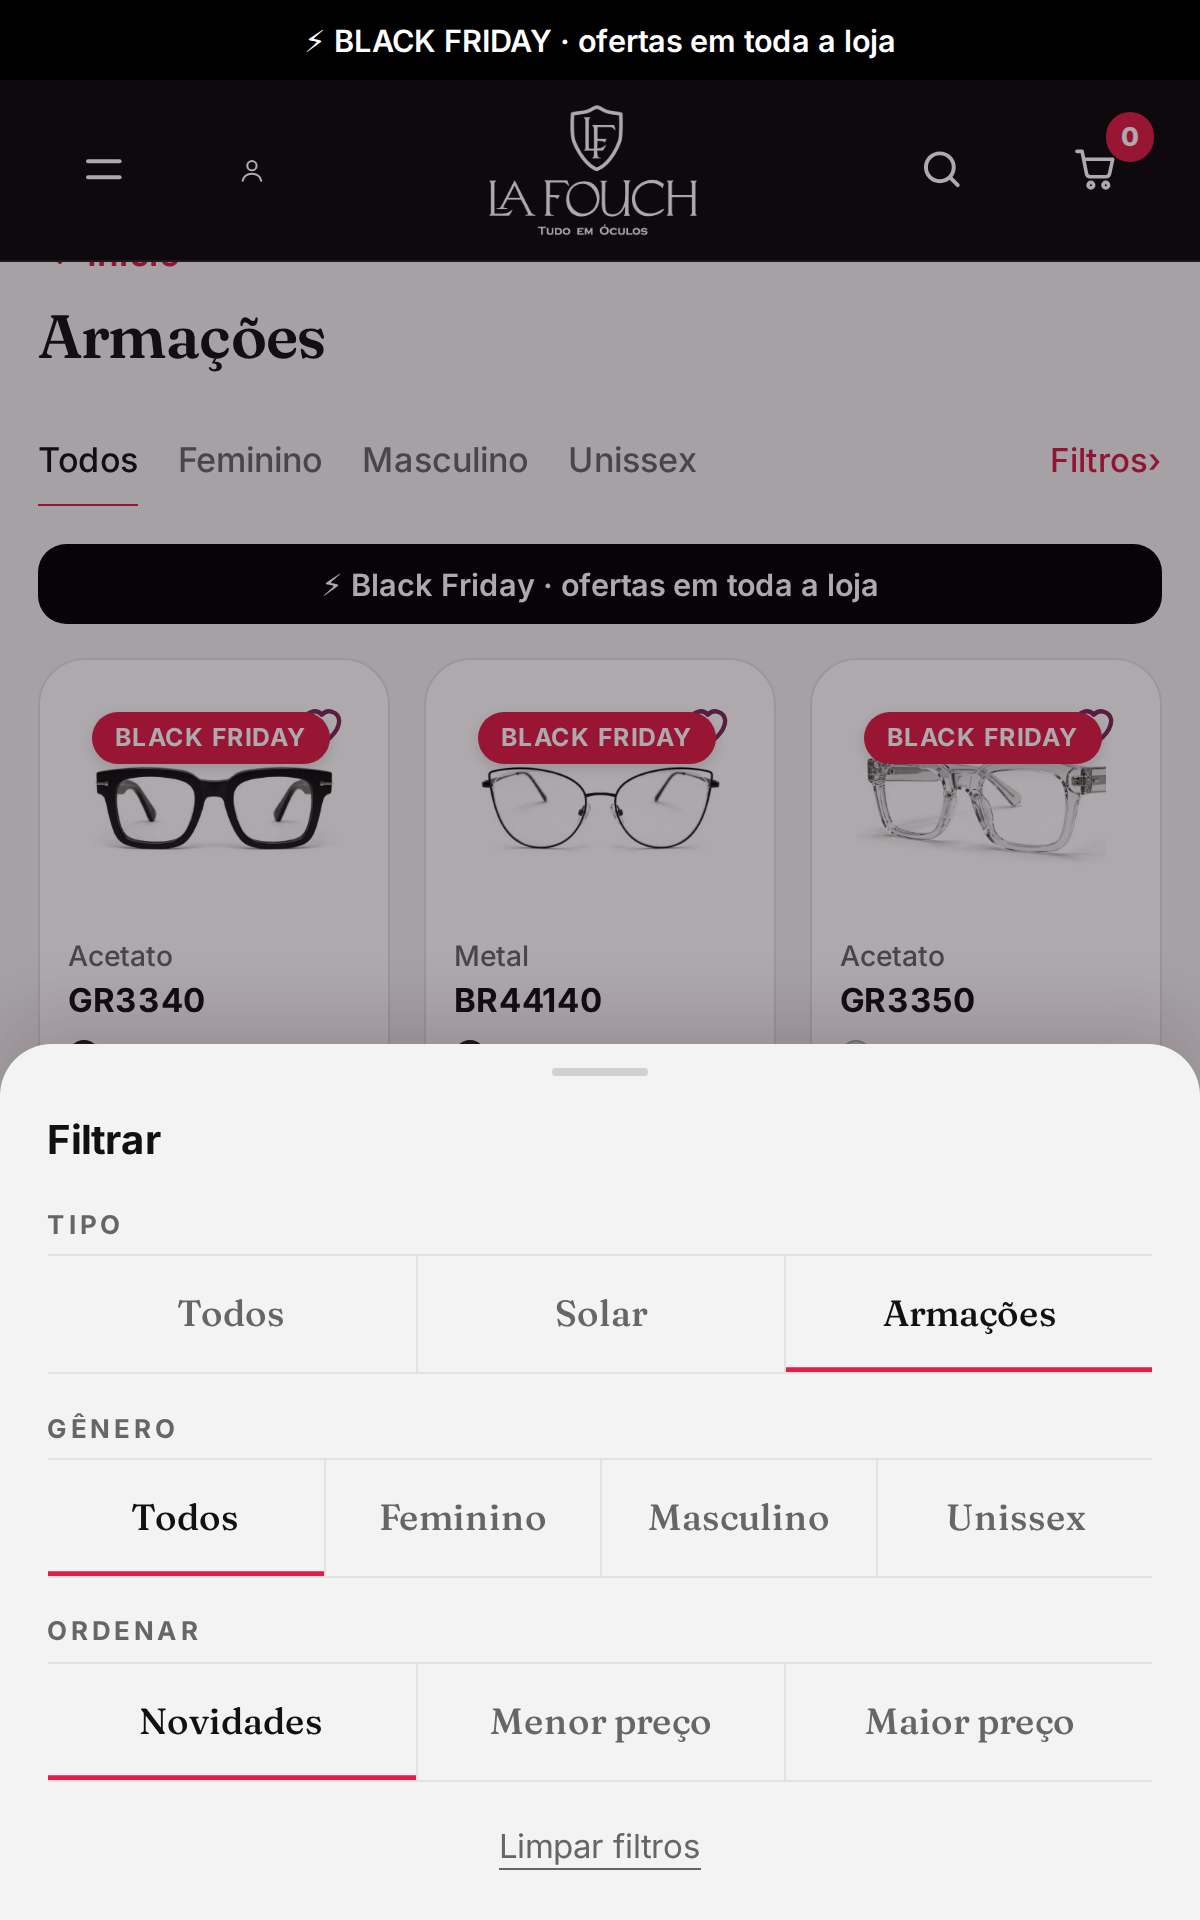 ⚡ BLACK FRIDAY · ofertas em toda a loja
0
LF
LA FOUCH
TUDO EM ÓCULOS
Armações
Todos Feminino Masculino Unissex Filtros›
⚡ Black Friday · ofertas em toda a loja
BLACK FRIDAY BLACK FRIDAY BLACK FRIDAY
Acetato Metal Acetato
GR3340 BR44140 GR3350
Filtrar
TIPO
Todos Solar Armações
GÊNERO
Todos Feminino Masculino Unissex
ORDENAR
Novidades Menor preço Maior preço
Limpar filtros